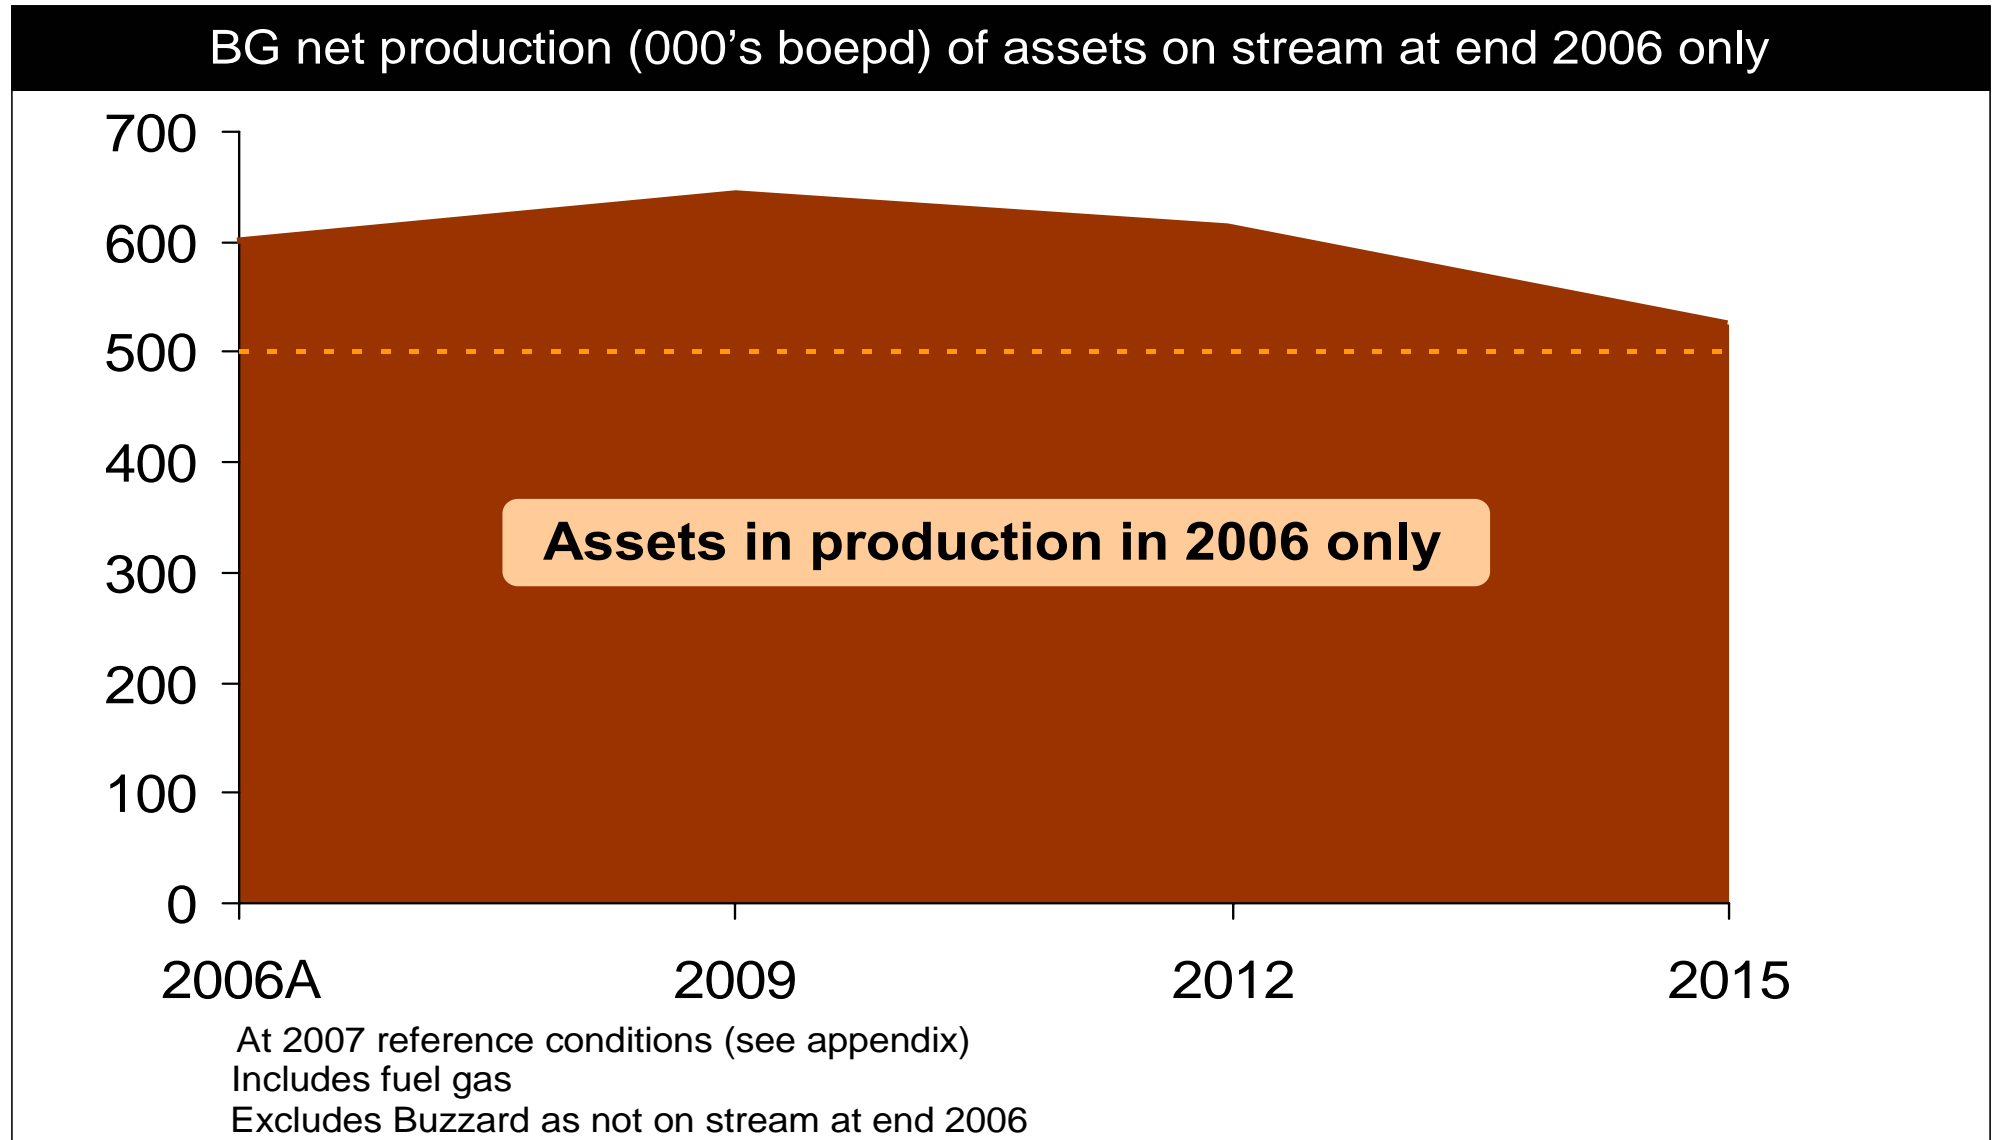 BG net production (000’s boepd) of assets on stream at end 2006 only
700
600
500
400
300
200
100
0
Assets in production in 2006 only
2006A 2009 2012 2015
At 2007 reference conditions (see appendix)
Includes fuel gas
Excludes Buzzard as not on stream at end 2006